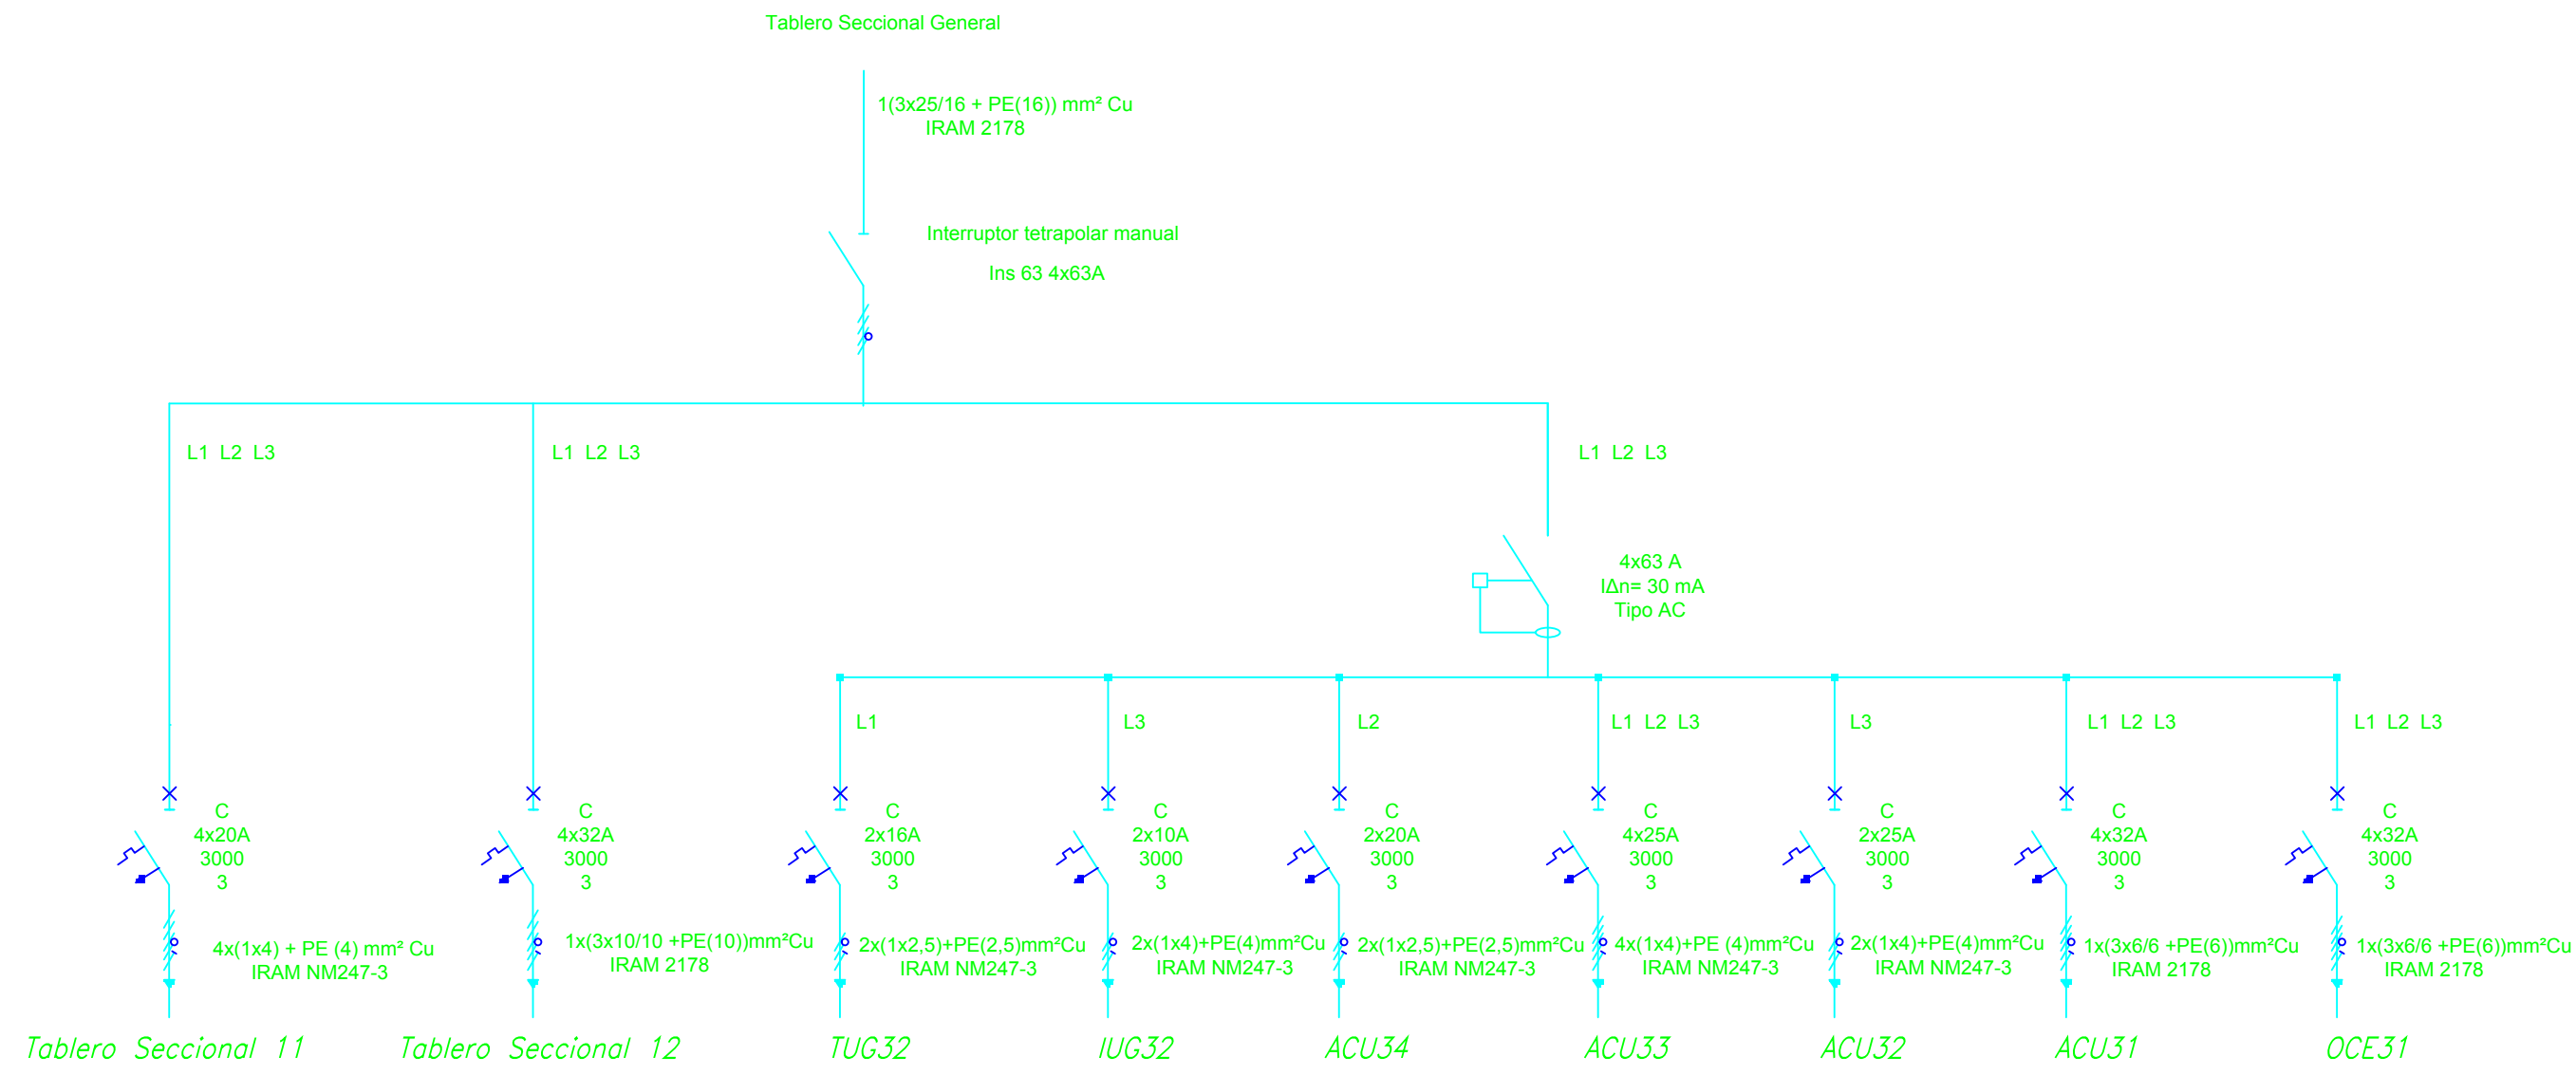 Tablero Seccional General
1(3x25/16 + PE(16)) mm² Cu
IRAM 2178
Interruptor tetrapolar manual
Ins 63 4x63A
L1 L2 L3
L1 L2 L3
L1 L2 L3
4x63 A
IΔn= 30 mA
Tipo AC
L1
L3
L2
L1 L2 L3
L3
L1 L2 L3
L1 L2 L3
C
4x20A
3000
3
C
4x32A
3000
3
C
2x16A
3000
3
C
2x10A
3000
3
C
2x20A
3000
3
C
4x25A
3000
3
C
2x25A
3000
3
C
4x32A
3000
3
C
4x32A
3000
3
4x(1x4) + PE (4) mm² Cu
IRAM NM247-3
1x(3x10/10 +PE(10))mm²Cu
IRAM 2178
2x(1x2,5)+PE(2,5)mm²Cu
IRAM NM247-3
2x(1x4)+PE(4)mm²Cu
IRAM NM247-3
2x(1x2,5)+PE(2,5)mm²Cu
IRAM NM247-3
4x(1x4)+PE (4)mm²Cu
IRAM NM247-3
2x(1x4)+PE(4)mm²Cu
IRAM NM247-3
1x(3x6/6 +PE(6))mm²Cu
IRAM 2178
1x(3x6/6 +PE(6))mm²Cu
IRAM 2178
Tablero Seccional 11
Tablero Seccional 12
TUG32
IUG32
ACU34
ACU33
ACU32
ACU31
OCE31